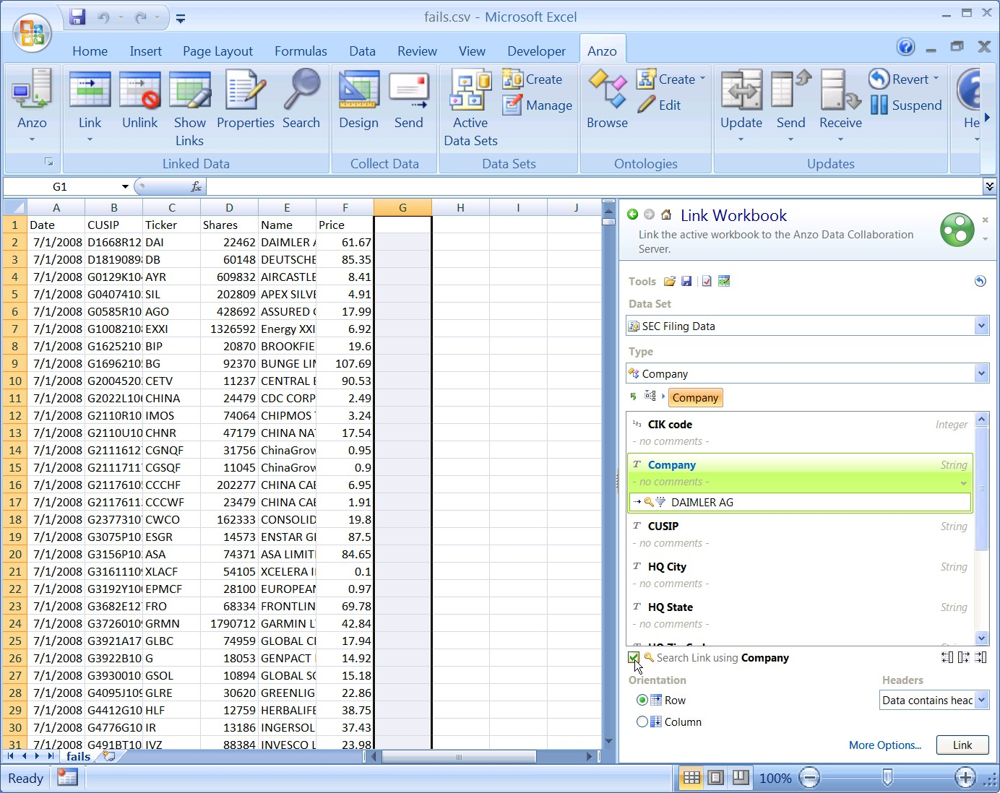 fails.csv - Microsoft Excel
Home Insert Page Layout Formulas Data Review View Developer Anzo
Anzo
Link
Unlink
Show Links
Properties
Search
Linked Data
Design
Send
Collect Data
Active Data Sets
Create
Manage
Data Sets
Browse
Create
Edit
Ontologies
Update
Send
Receive
Revert
Suspend
Updates
He
G1
fx
A B C D E F G H I J
1 Date CUSIP Ticker Shares Name Price
2 7/1/2008 D1668R12 DAI 22462 DAIMLER A 61.67
3 7/1/2008 D1819089 DB 60148 DEUTSCHE 85.35
4 7/1/2008 G0129K10 AYR 609832 AIRCASTLE 8.41
5 7/1/2008 G0407410 SIL 202809 APEX SILVE 4.91
6 7/1/2008 G0585R10 AGO 428692 ASSURED 17.99
7 7/1/2008 G1008210 EXXI 1326592 Energy XXI 6.92
8 7/1/2008 G1625210 BIP 20870 BROOKFIE 19.6
9 7/1/2008 G1696210 BG 92370 BUNGE LI 107.69
10 7/1/2008 G2004520 CETV 11237 CENTRAL E 90.53
11 7/1/2008 G2022L10 CHINA 24479 CDC CORP 2.49
12 7/1/2008 G2110R10 IMOS 74064 CHIPMOS 3.24
13 7/1/2008 G2110U10 CHNR 47179 CHINA NA 17.54
14 7/1/2008 G2111612 CGNQF 31756 ChinaGrow 0.95
15 7/1/2008 G2111711 CGSQF 11045 ChinaGrow 0.9
16 7/1/2008 G2117610 CCCHF 202277 CHINA CAB 6.95
17 7/1/2008 G2117611 CCCWF 23479 CHINA CAB 1.91
18 7/1/2008 G2377310 CWCO 162333 CONSOLID 19.8
19 7/1/2008 G3075P10 ESGR 14573 ENSTAR G 87.5
20 7/1/2008 G3156P10 ASA 74371 ASA LIMIT 84.65
21 7/1/2008 G3161110 XLACF 54105 XCELERA I 0.1
22 7/1/2008 G3192Y10 EPMCF 28100 EUROPEAN 0.97
23 7/1/2008 G3682E12 FRO 68334 FRONTLIN 69.78
24 7/1/2008 G3726010 GRMN 1790712 GARMIN L 42.84
25 7/1/2008 G3921A17 GLBC 74959 GLOBAL C 17.94
26 7/1/2008 G3922B10 G 18053 GENPACT 14.92
27 7/1/2008 G3930010 GSOL 10894 GLOBAL SO 15.18
28 7/1/2008 G4095J10 GLRE 30620 GREENLIG 22.86
29 7/1/2008 G4412G10 HLF 12759 HERBALIFE 38.75
30 7/1/2008 G4776G10 IR 13186 INGERSOL 37.43
31 7/1/2008 G491BT10 IVZ 88384 INVESCO L 23.98
fails
Ready
100%
Link Workbook
Link the active workbook to the Anzo Data Collaboration
Server.
Tools
Data Set
SEC Filing Data
Type
Company
Company
CIK code Integer
- no comments -
Company String
- no comments -
DAIMLER AG
CUSIP String
- no comments -
HQ City String
- no comments -
HQ State String
- no comments -
Search Link using Company
Orientation
Row
Column
Headers
Data contains heac
More Options...
Link